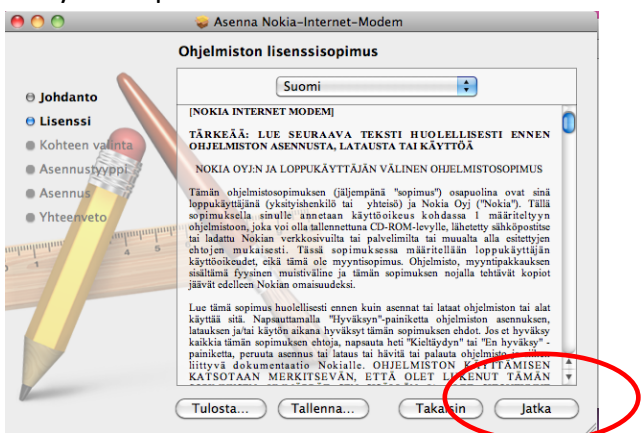 Asenna Nokia-Internet-Modem
Ohjelmiston lisenssisopimus
Johdanto
Lisenssi
Kohteen valinta
Asennustyyppi
Asennus
Yhteenveto
Suomi
[NOKIA INTERNET MODEM]
TÄRKEÄÄ: LUE SEURAAVA TEKSTI HUOLELLISESTI ENNEN
OHJELMISTON ASENNUSTA, LATAUSTA TAI KÄYTTÖÄ
NOKIA OYJ:N JA LOPPUKÄYTTÄJÄN VÄLINEN OHJELMISTOSOPIMUS
Tämän ohjelmistosopimuksen (jäljempänä "sopimus") osapuolina ovat sinä
loppukäyttäjänä (yksityishenkilö tai yhteisö) ja Nokia Oyj ("Nokia"). Tällä
sopimuksella sinulle annetaan käyttöoikeus kohdassa 1 määriteltyyn
ohjelmistoon, joka voi olla tallennettuna CD-ROM-levylle, lähetetty sähköpostitse
tai ladattu Nokian verkkosivuilta tai palvelimilta tai muualta alla esitettyjen
ehtojen mukaisesti. Tässä sopimuksessa määritellään loppukäyttäjän
käyttöoikeudet, eikä tämä ole myyntisopimus. Ohjelmisto, myyntipakkauksen
sisältämä fyysinen muistiväline ja tämän sopimuksen nojalla tehtävät kopiot
jäävät edelleen Nokian omaisuudeksi.
Lue tämä sopimus huolellisesti ennen kuin asennat tai lataat ohjelmiston tai alat
käyttää sitä. Napsauttamalla "Hyväksyn"-painiketta ohjelmiston asennuksen,
latauksen ja/tai käytön aikana hyväksyt tämän sopimuksen ehdot. Jos et hyväksy
kaikkia tämän sopimuksen ehtoja, napsauta heti "Kieltäydyn" tai "En hyväksy" -
painiketta, peruuta asennus tai lataus tai hävitä tai palauta ohjelmisto ja siihen
liittyvä dokumentaatio Nokialle. OHJELMISTON KÄYTTÄMISEN
KATSOTAAN MERKITSEVÄN, ETTÄ OLET LUKENUT TÄMÄN
Tulosta... Tallenna... Takaisin Jatka